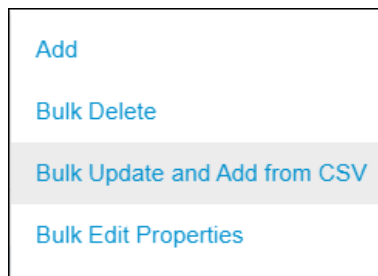 Add
Bulk Delete
Bulk Update and Add from CSV
Bulk Edit Properties